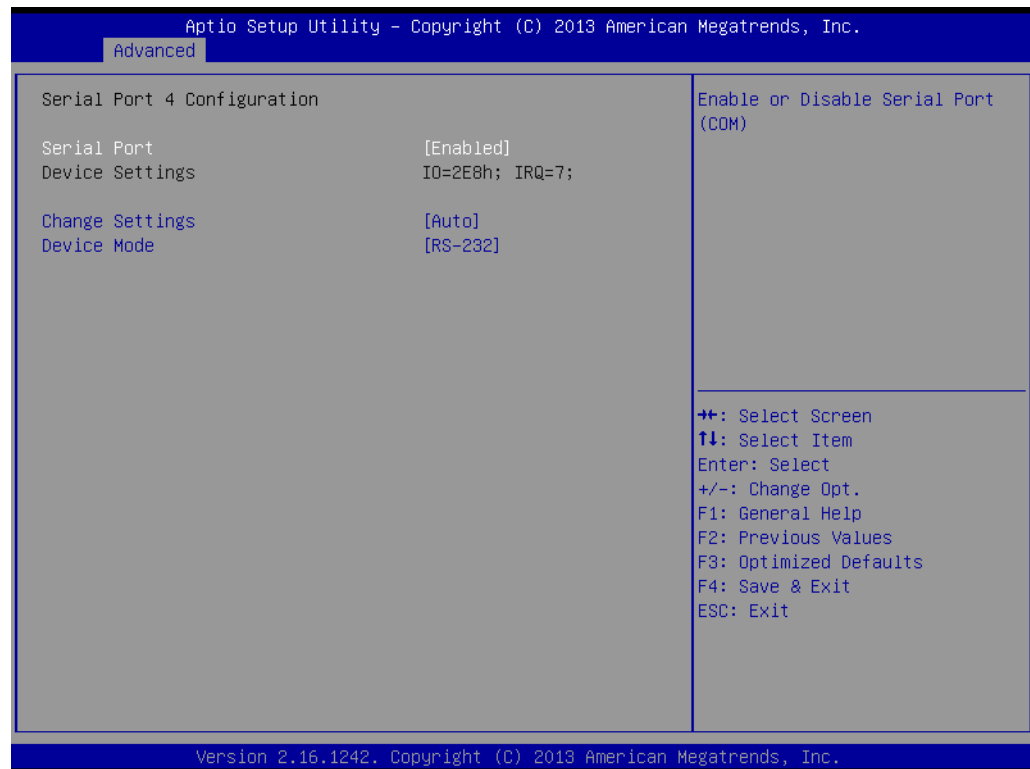 Aptio Setup Utility – Copyright (C) 2013 American Megatrends, Inc.
Advanced
Serial Port 4 Configuration
Serial Port [Enabled]
Device Settings IO=2E8h; IRQ=7;
Change Settings [Auto]
Device Mode [RS-232]
Enable or Disable Serial Port
(COM)
→←: Select Screen
↑↓: Select Item
Enter: Select
+/-: Change Opt.
F1: General Help
F2: Previous Values
F3: Optimized Defaults
F4: Save & Exit
ESC: Exit
Version 2.16.1242. Copyright (C) 2013 American Megatrends, Inc.